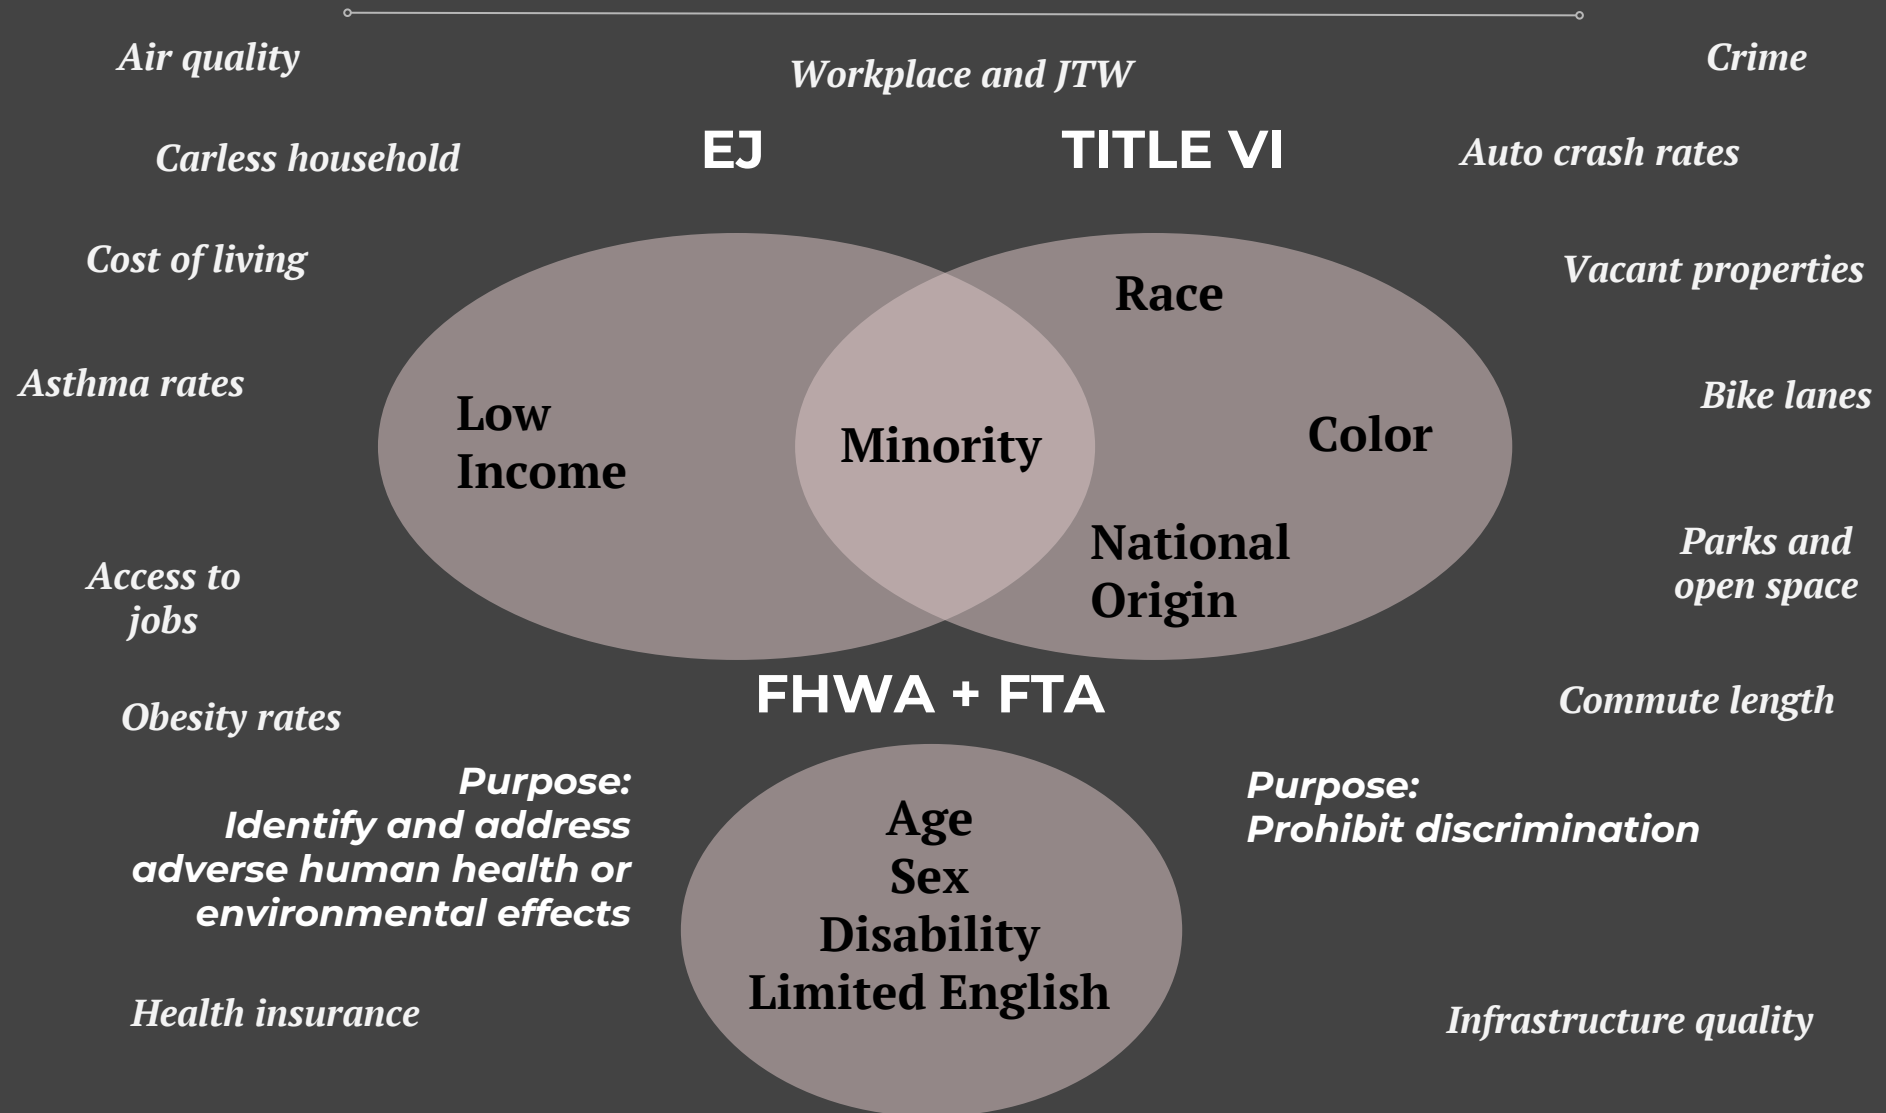 Air quality
Workplace and JTW
Crime
Carless household
EJ
TITLE VI
Auto crash rates
Cost of living
Vacant properties
Race
Asthma rates
Bike lanes
Low
Income
Minority
Color
National
Origin
Parks and
open space
Access to
jobs
FHWA + FTA
Obesity rates
Commute length
Purpose:
Identify and address
adverse human health or
environmental effects
Age
Sex
Disability
Limited English
Purpose:
Prohibit discrimination
Health insurance
Infrastructure quality